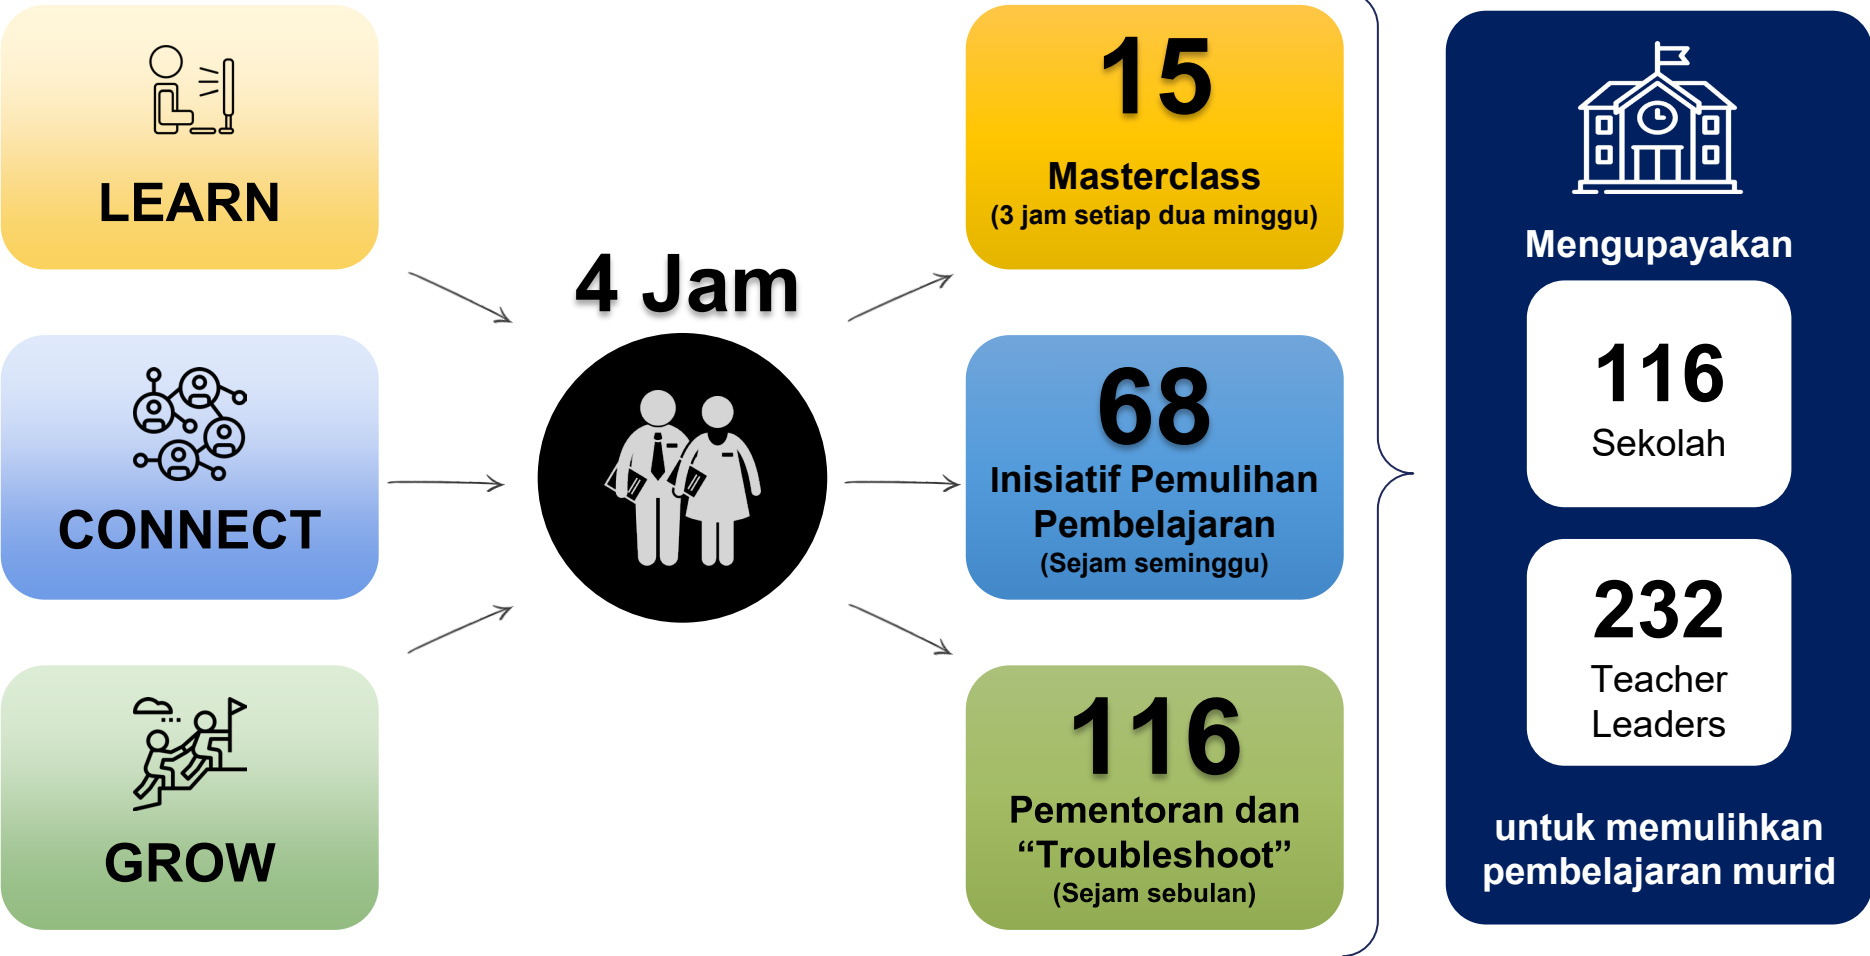 LEARN
CONNECT
GROW
4 Jam
15
Masterclass
(3 jam setiap dua minggu)
68
Inisiatif Pemulihan
Pembelajaran
(Sejam seminggu)
116
Pementoran dan
“Troubleshoot”
(Sejam sebulan)
Mengupayakan
116
Sekolah
232
Teacher
Leaders
untuk memulihkan
pembelajaran murid